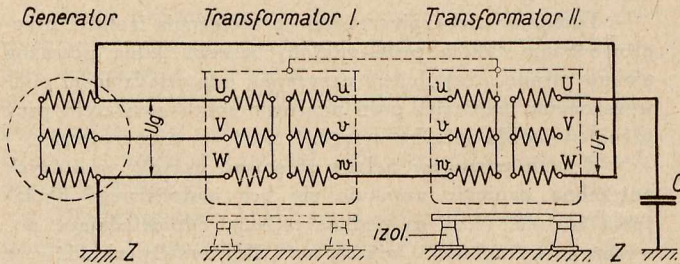 Generator Transformator I. Transformator II.
U u u U
V v v V
W w w W
Ug UT
C
izol.
Z Z